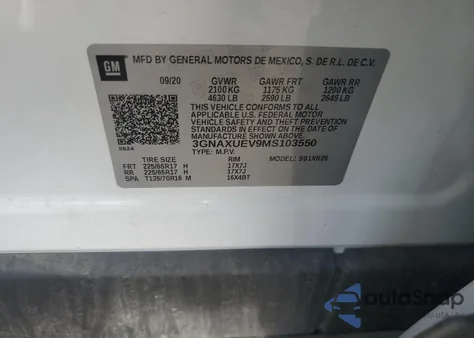 GM
MFD BY GENERAL MOTORS DE MEXICO, S. DE R.L. DE C.V.
09/20 GVWR GAWR FRT GAWR RR
2100 KG 1175 KG 1200 KG
4630 LB 2590 LB 2645 LB
THIS VEHICLE CONFORMS TO ALL
APPLICABLE U.S. FEDERAL MOTOR
VEHICLE SAFETY AND THEFT PREVENTION
STANDARDS IN EFFECT ON THE DATE OF
MANUFACTURE SHOWN ABOVE.
0624 3GNAXUEV9MS103550
TYPE: M.P.V. MODEL: 901XR26
RIM
FRT 225/65R17 H 17X7J
RR 225/65R17 H 17X7J
SPA T135/70R16 M 16X4BT
autoSnap